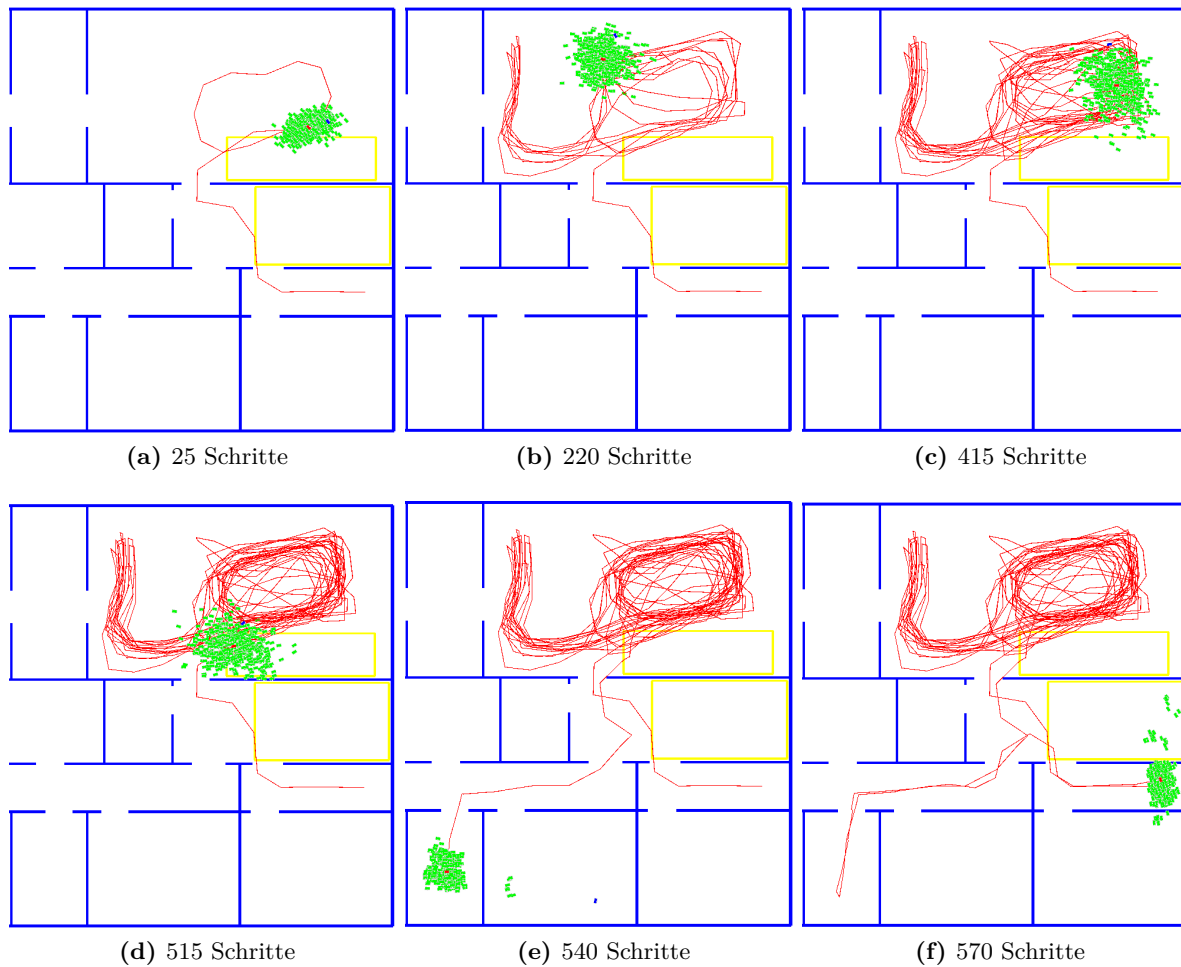 (a) 25 Schritte
(b) 220 Schritte
(c) 415 Schritte
(d) 515 Schritte
(e) 540 Schritte
(f) 570 Schritte